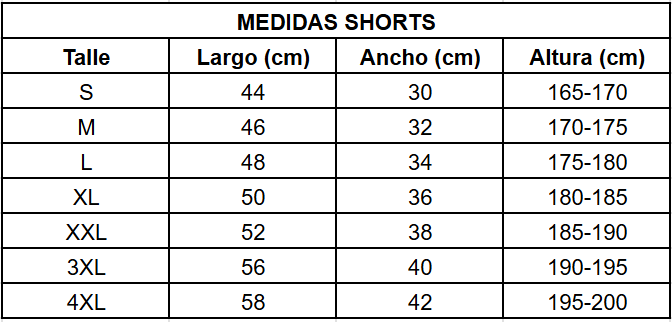 MEDIDAS SHORTS
Talle Largo (cm) Ancho (cm) Altura (cm)
S 44 30 165-170
M 46 32 170-175
L 48 34 175-180
XL 50 36 180-185
XXL 52 38 185-190
3XL 56 40 190-195
4XL 58 42 195-200